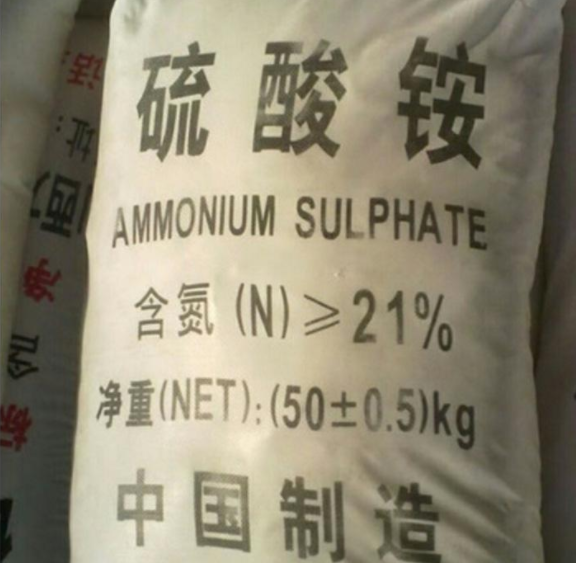 硫酸铵
AMMONIUM SULPHATE
含氮(N)≥21%
净重(NET):(50±0.5)kg
中国制造